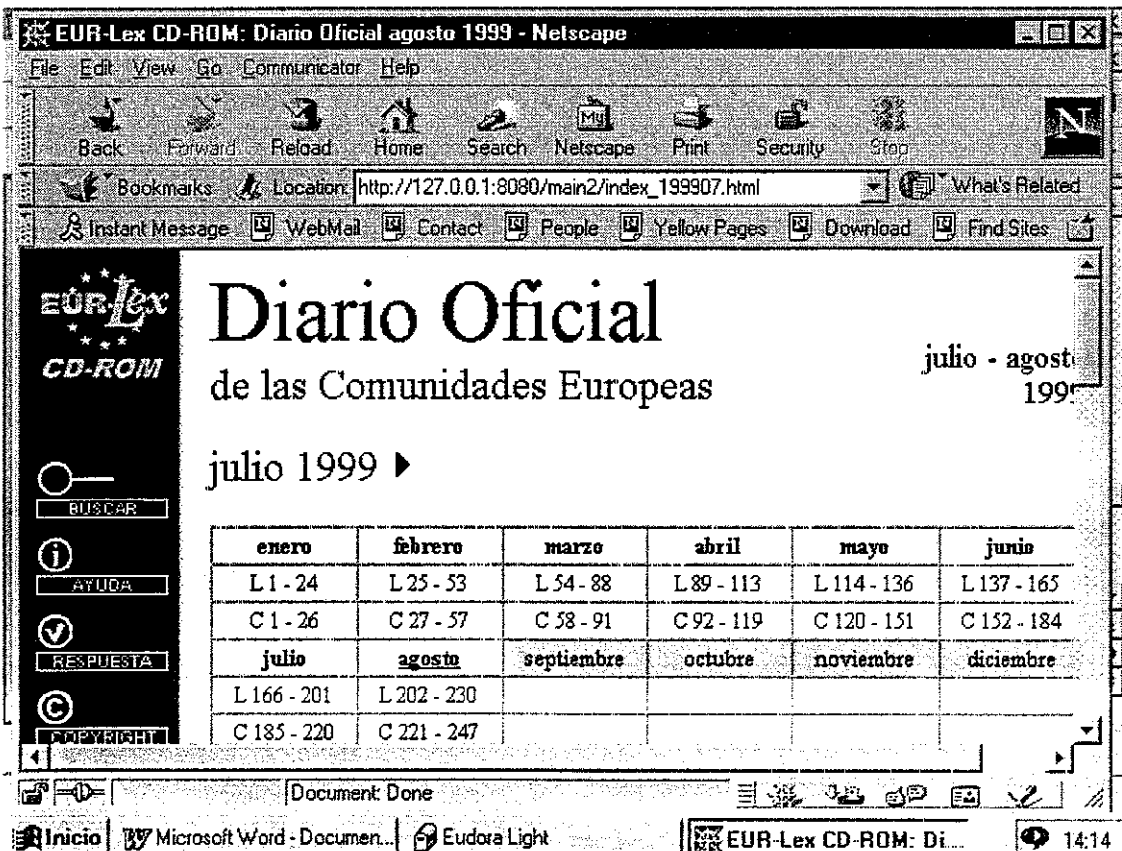 EUR-Lex CD-ROM: Diario Oficial agosto 1999 - Netscape
File Edit View Go Communicator Help
Back Forward Reload Home Search Netscape Print Security Stop
My
N
Bookmarks Location: http://127.0.0.1:8080/main2/index_199907.html What's Related
Instant Message WebMail Contact People Yellow Pages Download Find Sites
EUR-Lex
CD-ROM
Diario Oficial
de las Comunidades Europeas
julio - agosto
199
julio 1999
BUSCAR
AYUDA
RESPUESTA
COPYRIGHT
enero febrero marzo abril mayo junio
L 1 - 24 L 25 - 53 L 54 - 88 L 89 - 113 L 114 - 136 L 137 - 165
C 1 - 26 C 27 - 57 C 58 - 91 C 92 - 119 C 120 - 151 C 152 - 184
julio agosto septiembre octubre noviembre diciembre
L 166 - 201 L 202 - 230
C 185 - 220 C 221 - 247
Document: Done
Inicio Microsoft Word - Documen... Eudora Light EUR-Lex CD-ROM: Di... 14:14